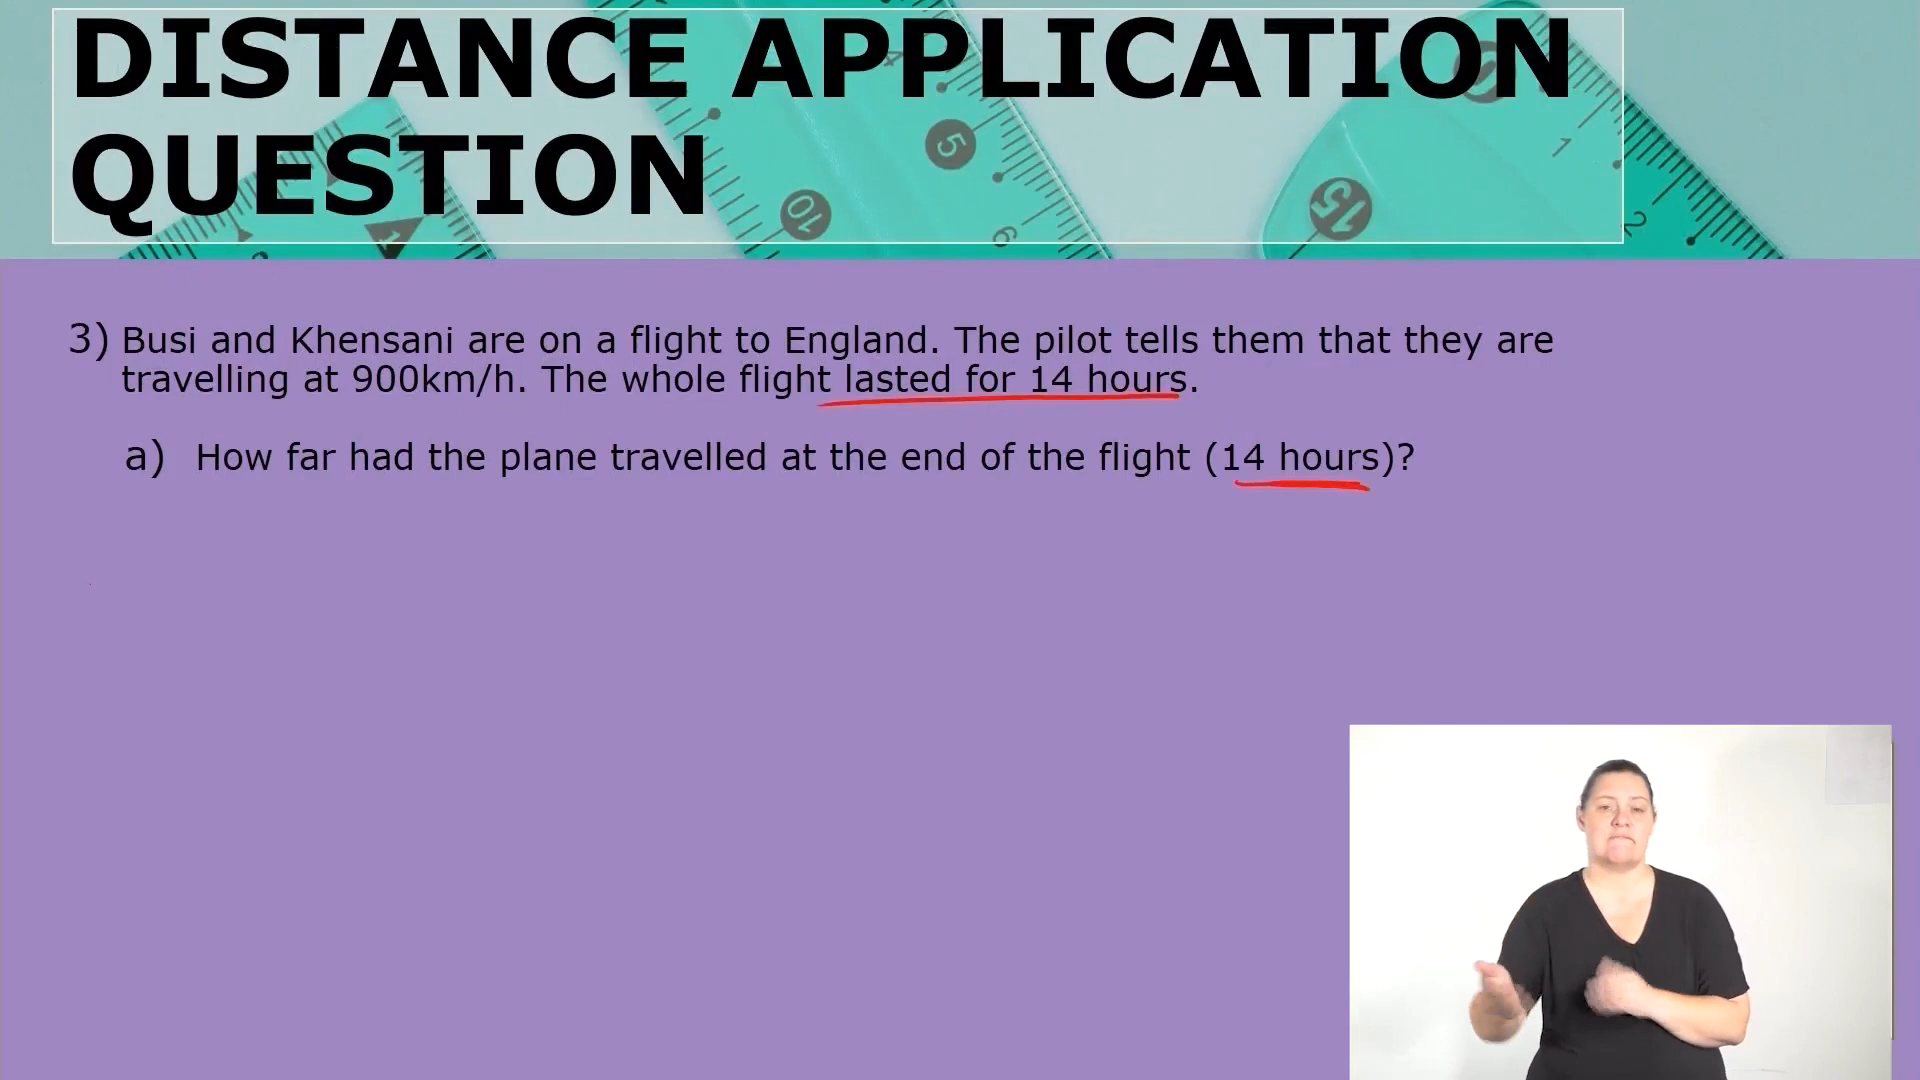 DISTANCE APPLICATION
QUESTION
3) Busi and Khensani are on a flight to England. The pilot tells them that they are
travelling at 900km/h. The whole flight lasted for 14 hours.
a) How far had the plane travelled at the end of the flight (14 hours)?